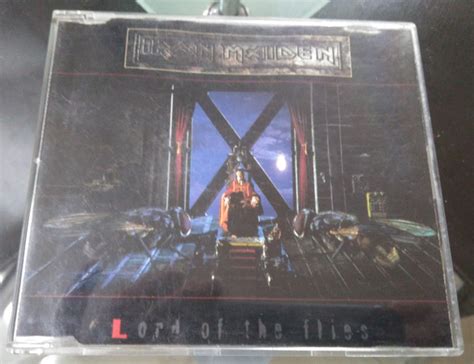 IRON MAIDEN
Lord of the flies